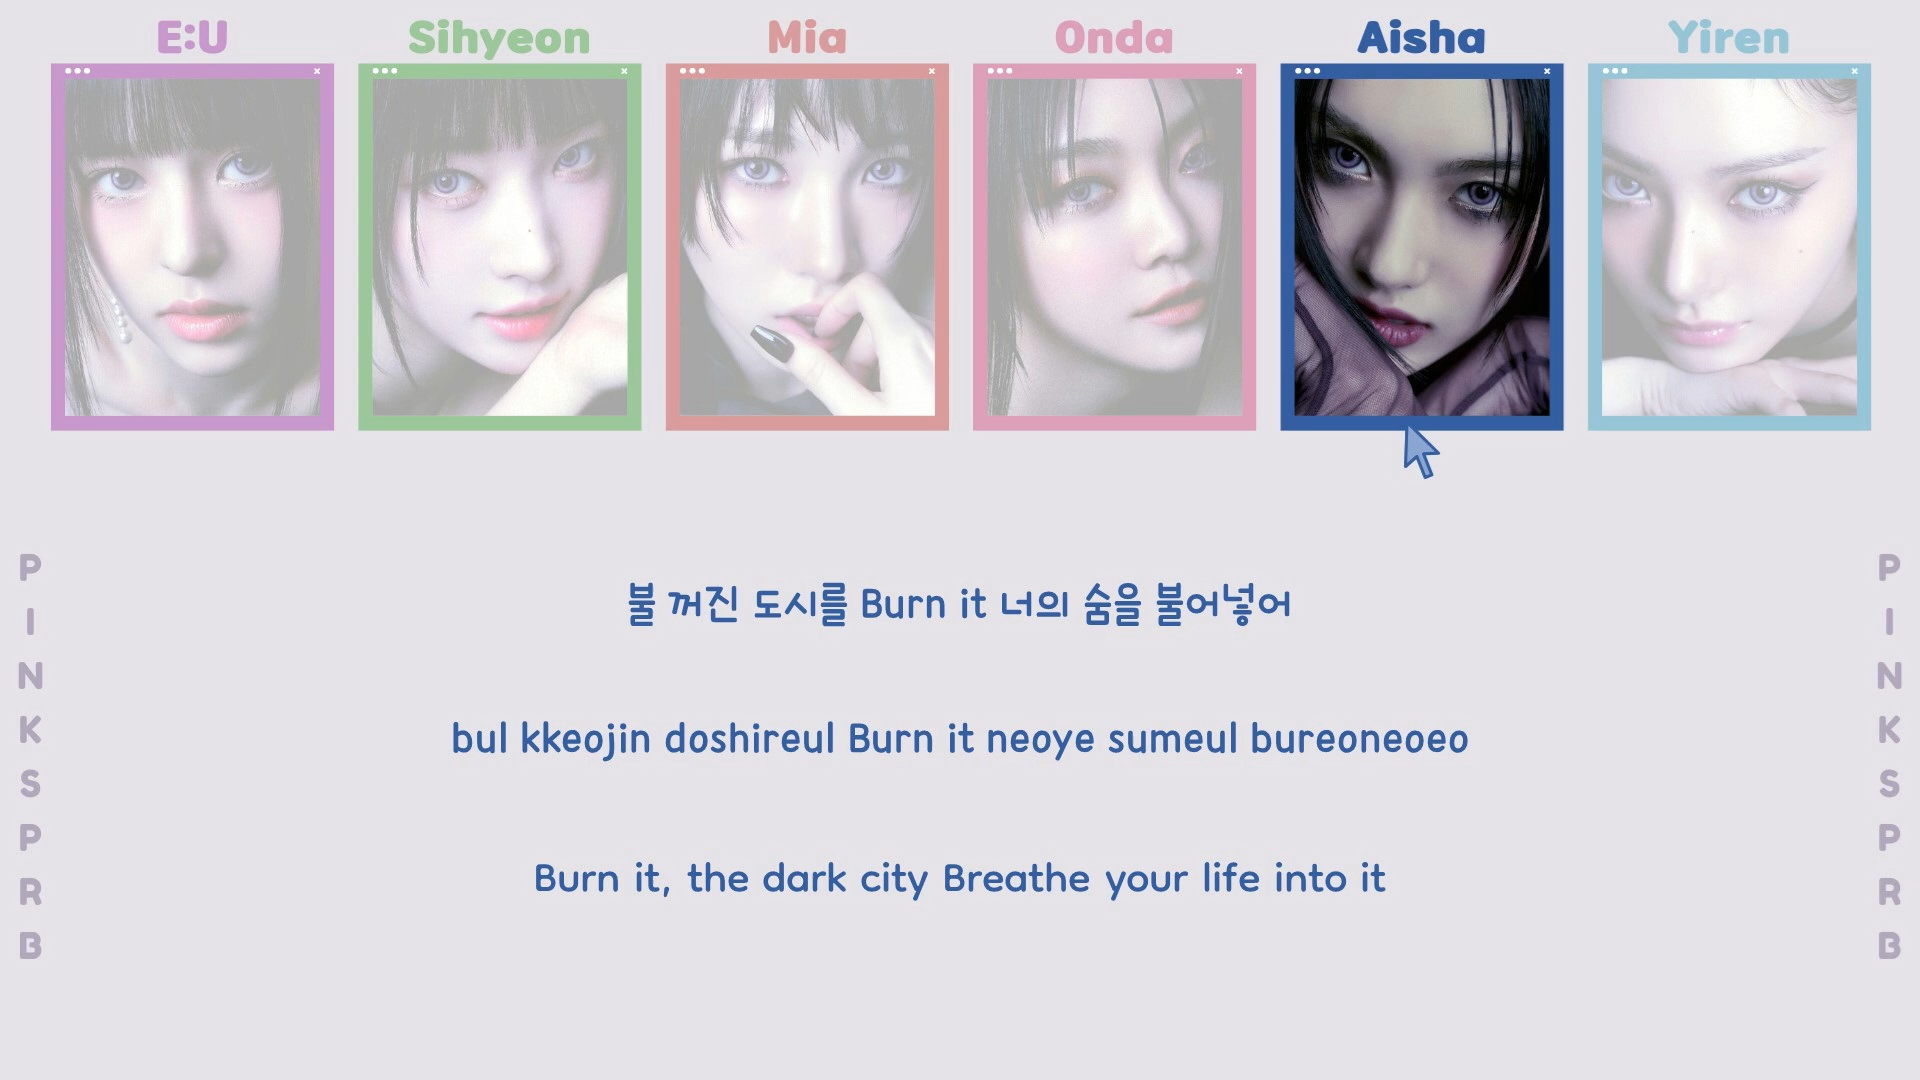 E:U Sihyeon Mia Onda Aisha Yiren
불 꺼진 도시를 Burn it 너의 숨을 불어넣어
bul kkeojin doshireul Burn it neoye sumeul bureoneoeo
Burn it, the dark city Breathe your life into it
PINKSPRB
PINKSPRB